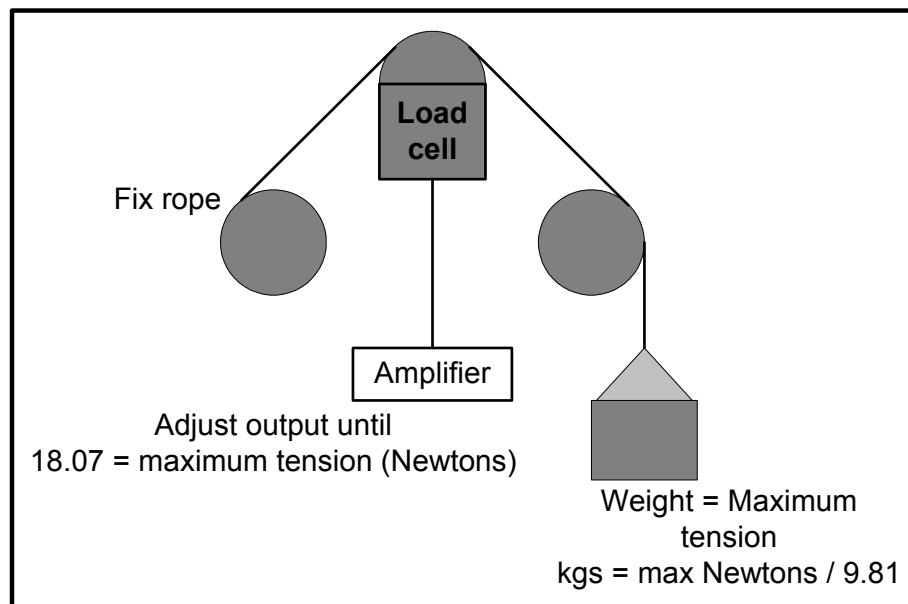 Load
cell
Fix rope
Amplifier
Adjust output until
18.07 = maximum tension (Newtons)
Weight = Maximum
tension
kgs = max Newtons / 9.81